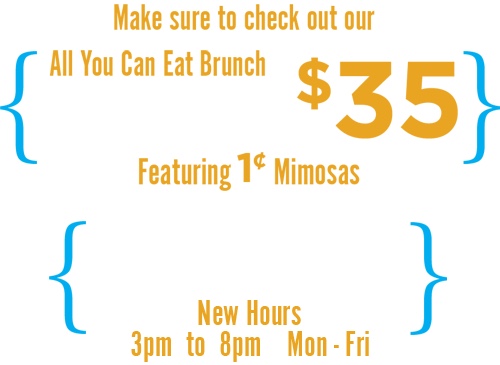 Make sure to check out our
All You Can Eat Brunch
$35
Featuring 1¢ Mimosas
New Hours
3pm to 8pm Mon - Fri